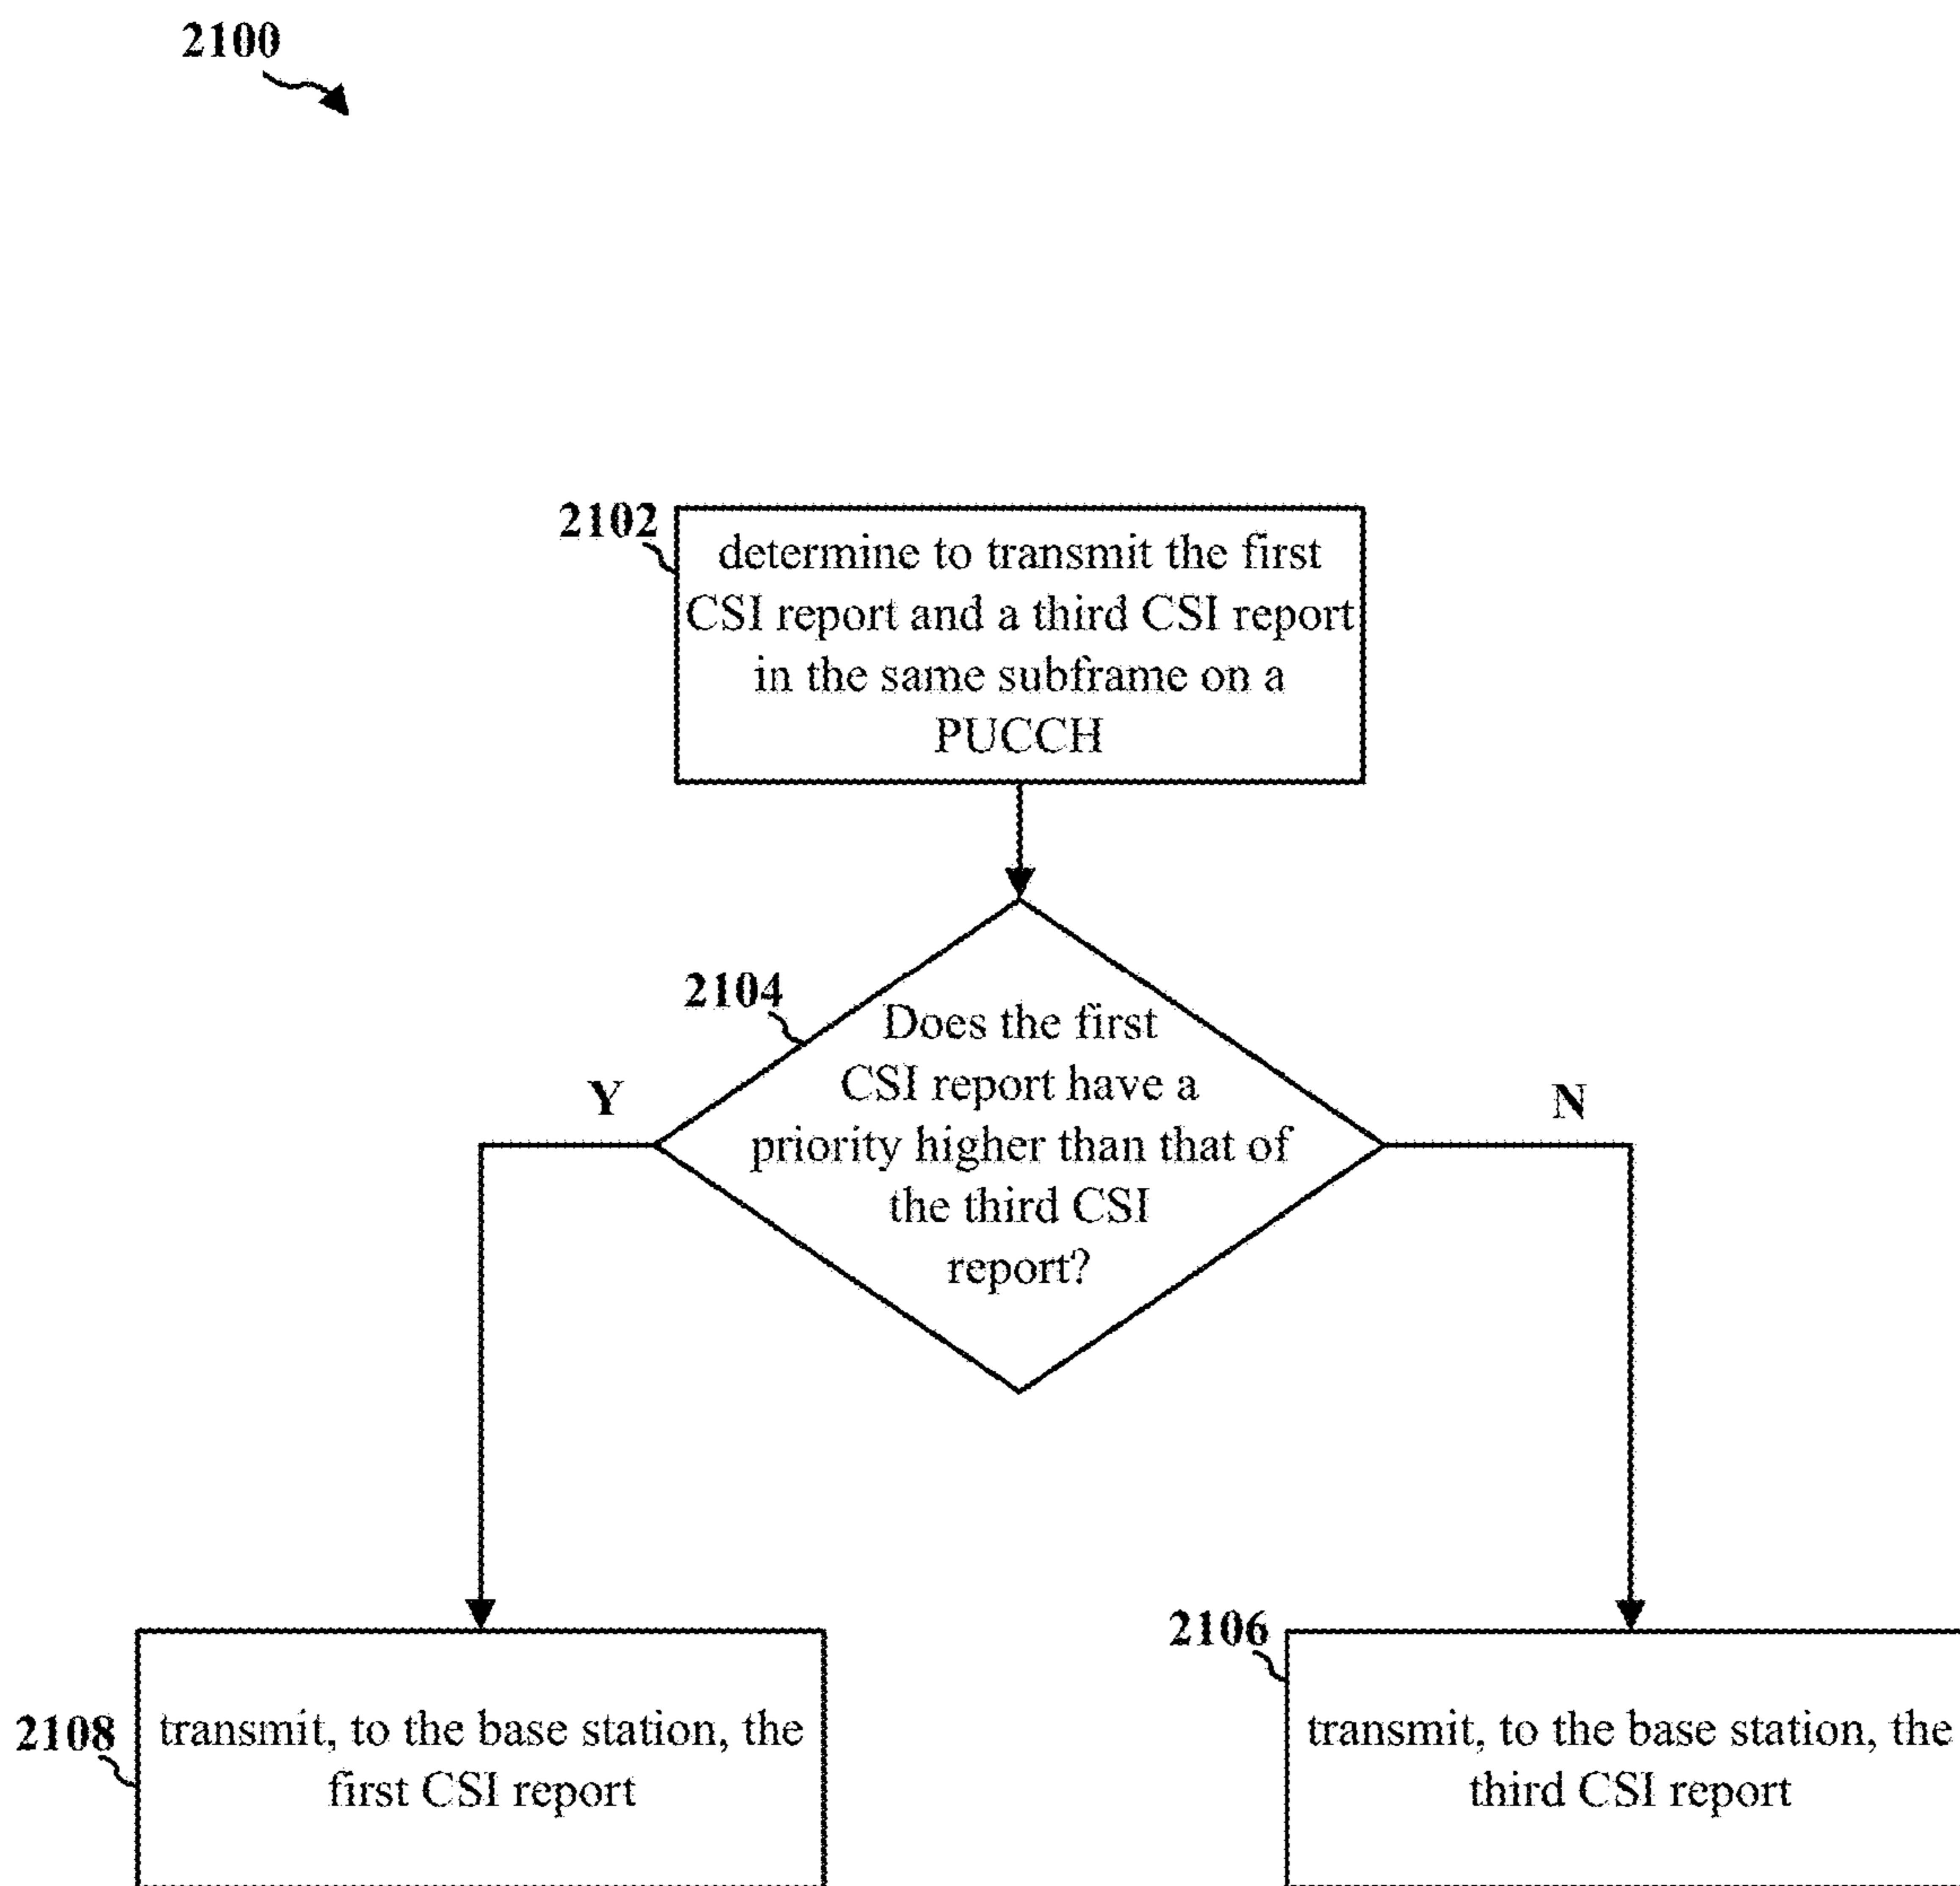 2100
2102
determine to transmit the first
CSI report and a third CSI report
in the same subframe on a
PUCCH
2104
Does the first
CSI report have a
priority higher than that of
the third CSI
report?
Y
N
2108
transmit, to the base station, the
first CSI report
2106
transmit, to the base station, the
third CSI report